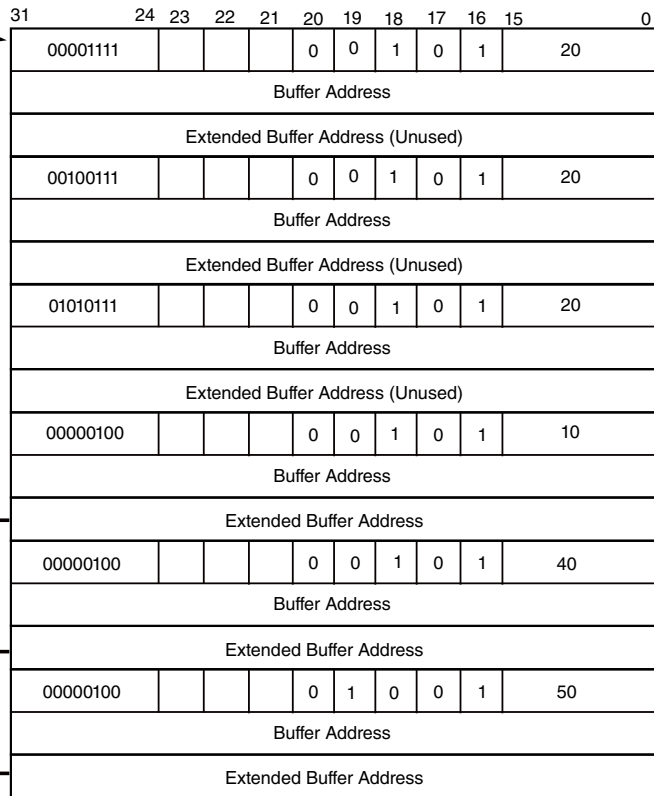 31 24 23 22 21 20 19 18 17 16 15 0
00001111 0 0 1 0 1 20
Buffer Address
Extended Buffer Address (Unused)
00100111 0 0 1 0 1 20
Buffer Address
Extended Buffer Address (Unused)
01010111 0 0 1 0 1 20
Buffer Address
Extended Buffer Address (Unused)
00000100 0 0 1 0 1 10
Buffer Address
Extended Buffer Address
00000100 0 0 1 0 1 40
Buffer Address
Extended Buffer Address
00000100 0 1 0 0 1 50
Buffer Address
Extended Buffer Address